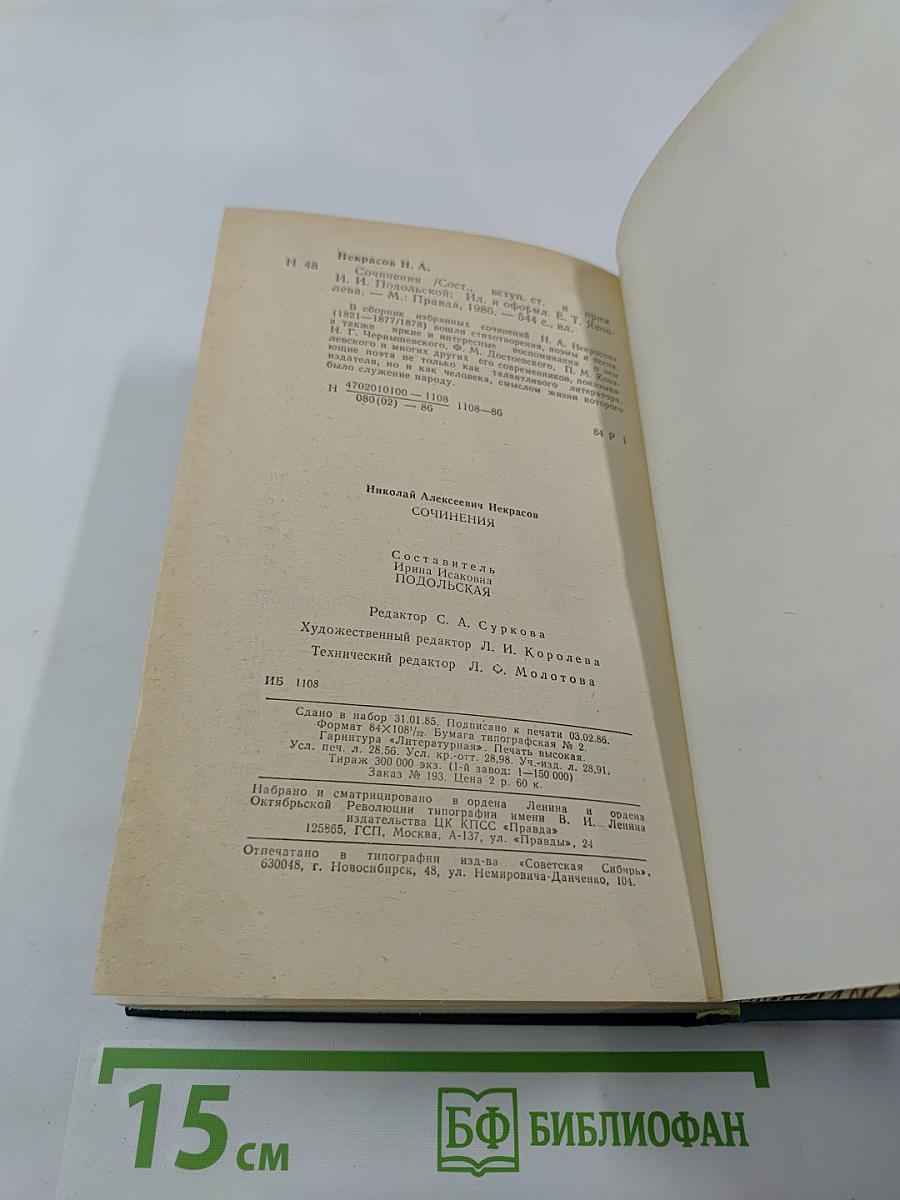 Некрасов Н. А.
Н 48
Сочинения /Сост., вступ. ст. и прим.
И. И. Подольской; Ил. и оформл. Е. Т. Яков-
лева. — М.: Правда, 1986. — 544 с., ил.
В сборник избранных сочинений Н. А. Некрасова
(1821—1877/1878) вошли стихотворения, поэмы и песни,
а также яркие и интересные воспоминания о нем
Н. Г. Чернышевского, Ф. М. Достоевского, П. М. Кова-
левского и многих других его современников, показыва-
ющие поэта не только как талантливого литератора,
издателя, но и как человека, смыслом жизни которого
было служение народу.
Н 4702010100 — 1108
080(02) — 86
1108—86
84 Р 1
Николай Алексеевич Некрасов
СОЧИНЕНИЯ
Составитель
Ирина Исаковна
ПОДОЛЬСКАЯ
Редактор С. А. Суркова
Художественный редактор Л. И. Королева
Технический редактор Л. Ф. Молотова
ИБ 1108
Сдано в набор 31.01.85. Подписано к печати 03.02.86.
Формат 84×108¹/₃₂. Бумага типографская № 2.
Гарнитура «Литературная». Печать высокая.
Усл. печ. л. 28,56. Усл. кр.-отт. 28,98. Уч.-изд. л. 28,91.
Тираж 300 000 экз. (1-й завод: 1—150 000)
Заказ № 193. Цена 2 р. 60 к.
Набрано и сматрицировано в ордена Ленина и ордена
Октябрьской Революции типографии имени В. И. Ленина
издательства ЦК КПСС «Правда»
125865, ГСП, Москва, А-137, ул. «Правды», 24
Отпечатано в типографии изд-ва «Советская Сибирь»,
630048, г. Новосибирск, 48, ул. Немировича-Данченко, 104.
15 см
БФ БИБЛИОФАН